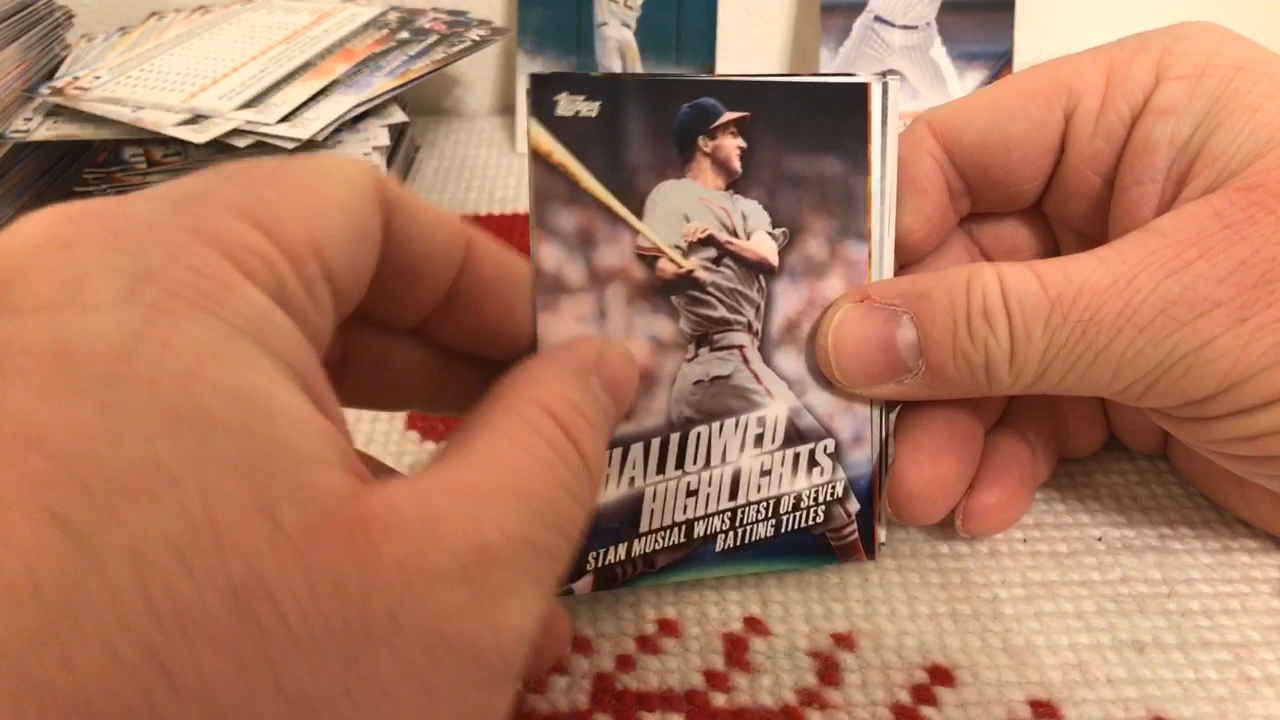 Topps
HALLOWED
HIGHLIGHTS
STAN MUSIAL WINS FIRST OF SEVEN
BATTING TITLES